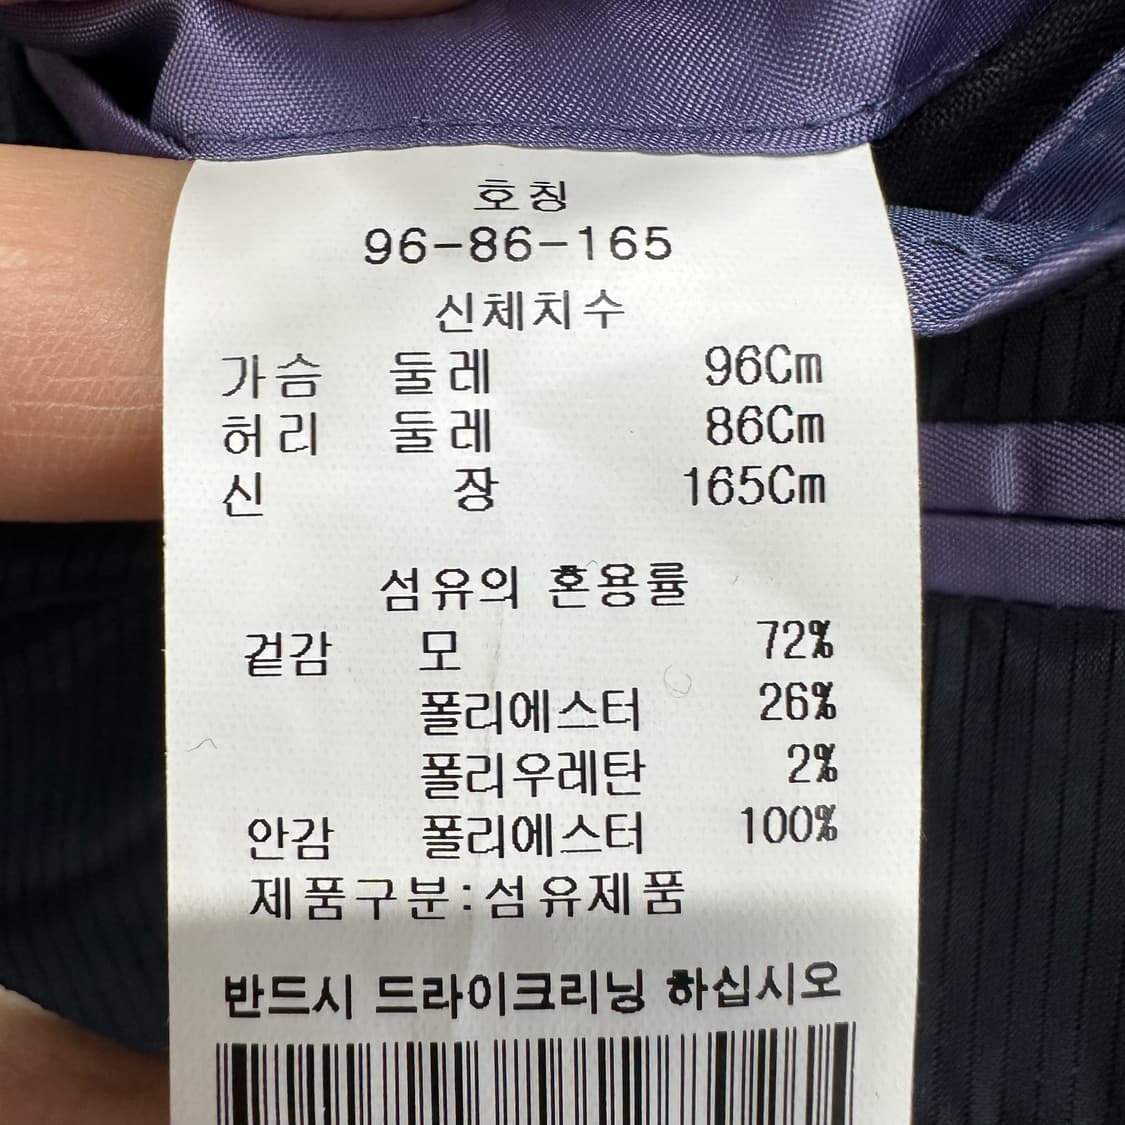 호칭
96-86-165
신체치수
가슴 둘레 96Cm
허리 둘레 86Cm
신 장 165Cm
섬유의 혼용률
겉감 모 72%
폴리에스터 26%
폴리우레탄 2%
안감 폴리에스터 100%
제품구분:섬유제품
반드시 드라이크리닝 하십시오